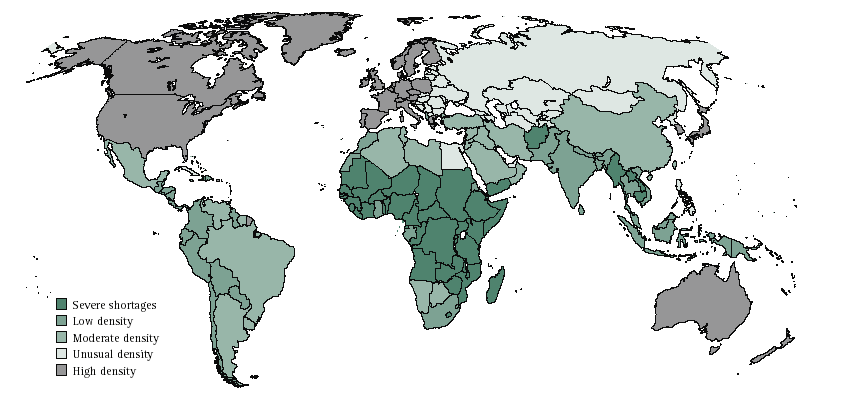 Severe shortages
Low density
Moderate density
Unusual density
High density